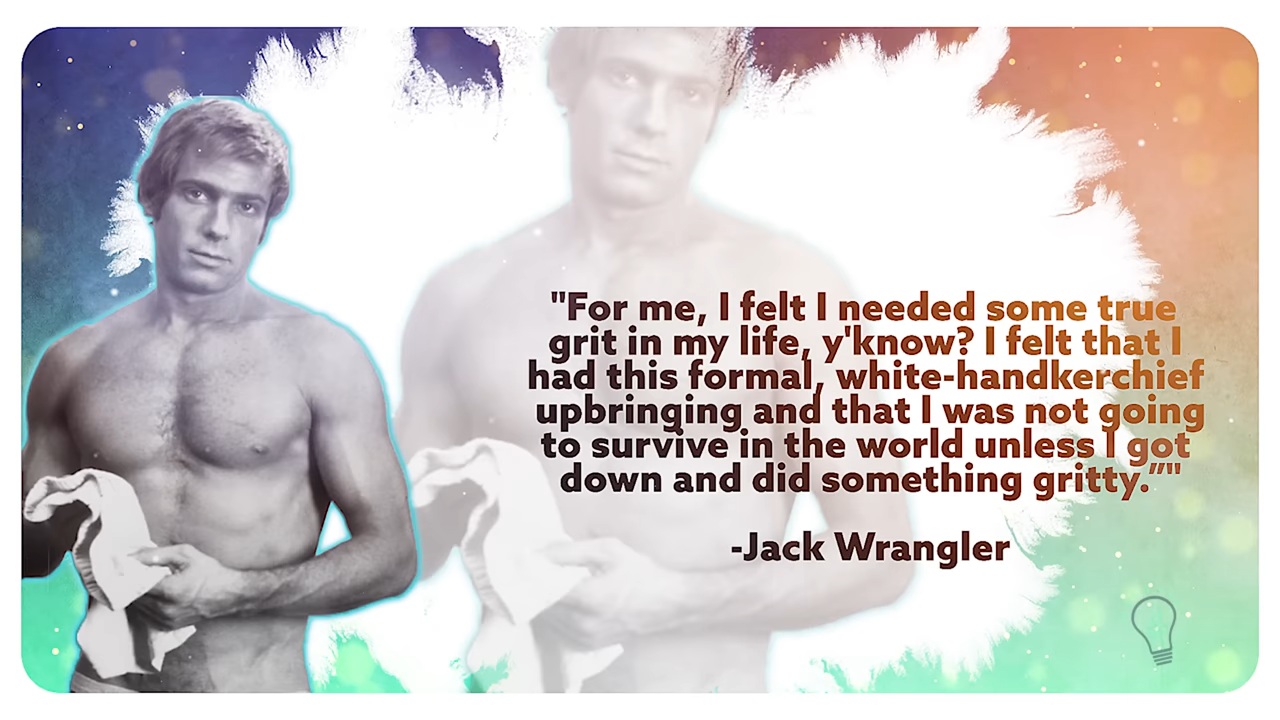 "For me, I felt I needed some true
grit in my life, y'know? I felt that I
had this formal, white-handkerchief
upbringing and that I was not going
to survive in the world unless I got
down and did something gritty.”"
-Jack Wrangler